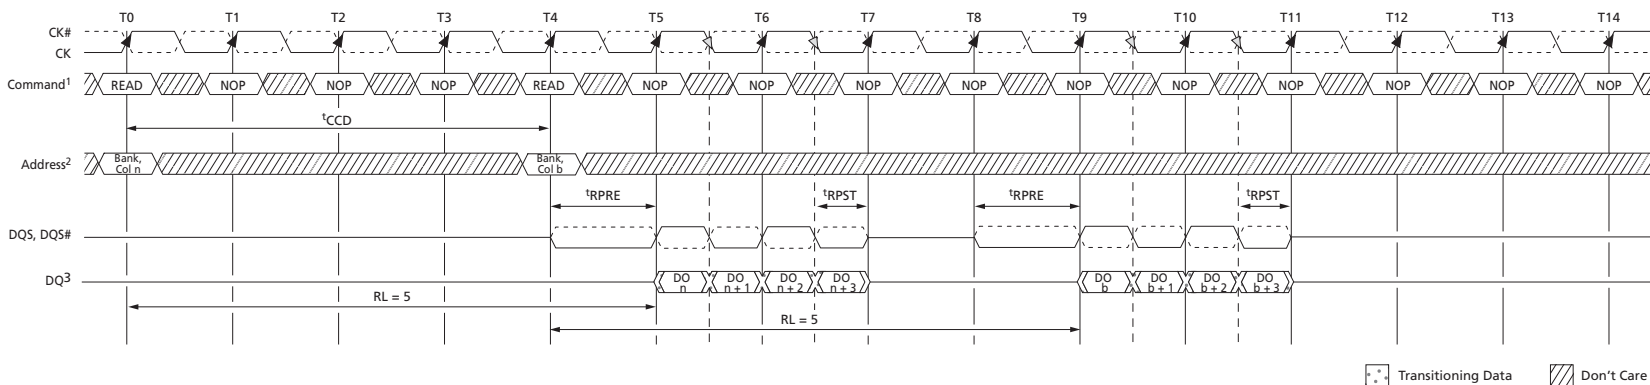 T0 T1 T2 T3 T4 T5 T6 T7 T8 T9 T10 T11 T12 T13 T14
CK#
CK
Command1 READ NOP NOP NOP READ NOP NOP NOP NOP NOP NOP NOP NOP NOP NOP
tCCD
Address2 Bank, Col n Bank, Col b
tRPRE tRPST tRPRE tRPST
DQS, DQS#
DQ3 DO n DO n + 1 DO n + 2 DO n + 3 DO b DO b + 1 DO b + 2 DO b + 3
RL = 5
RL = 5
Transitioning Data Don't Care